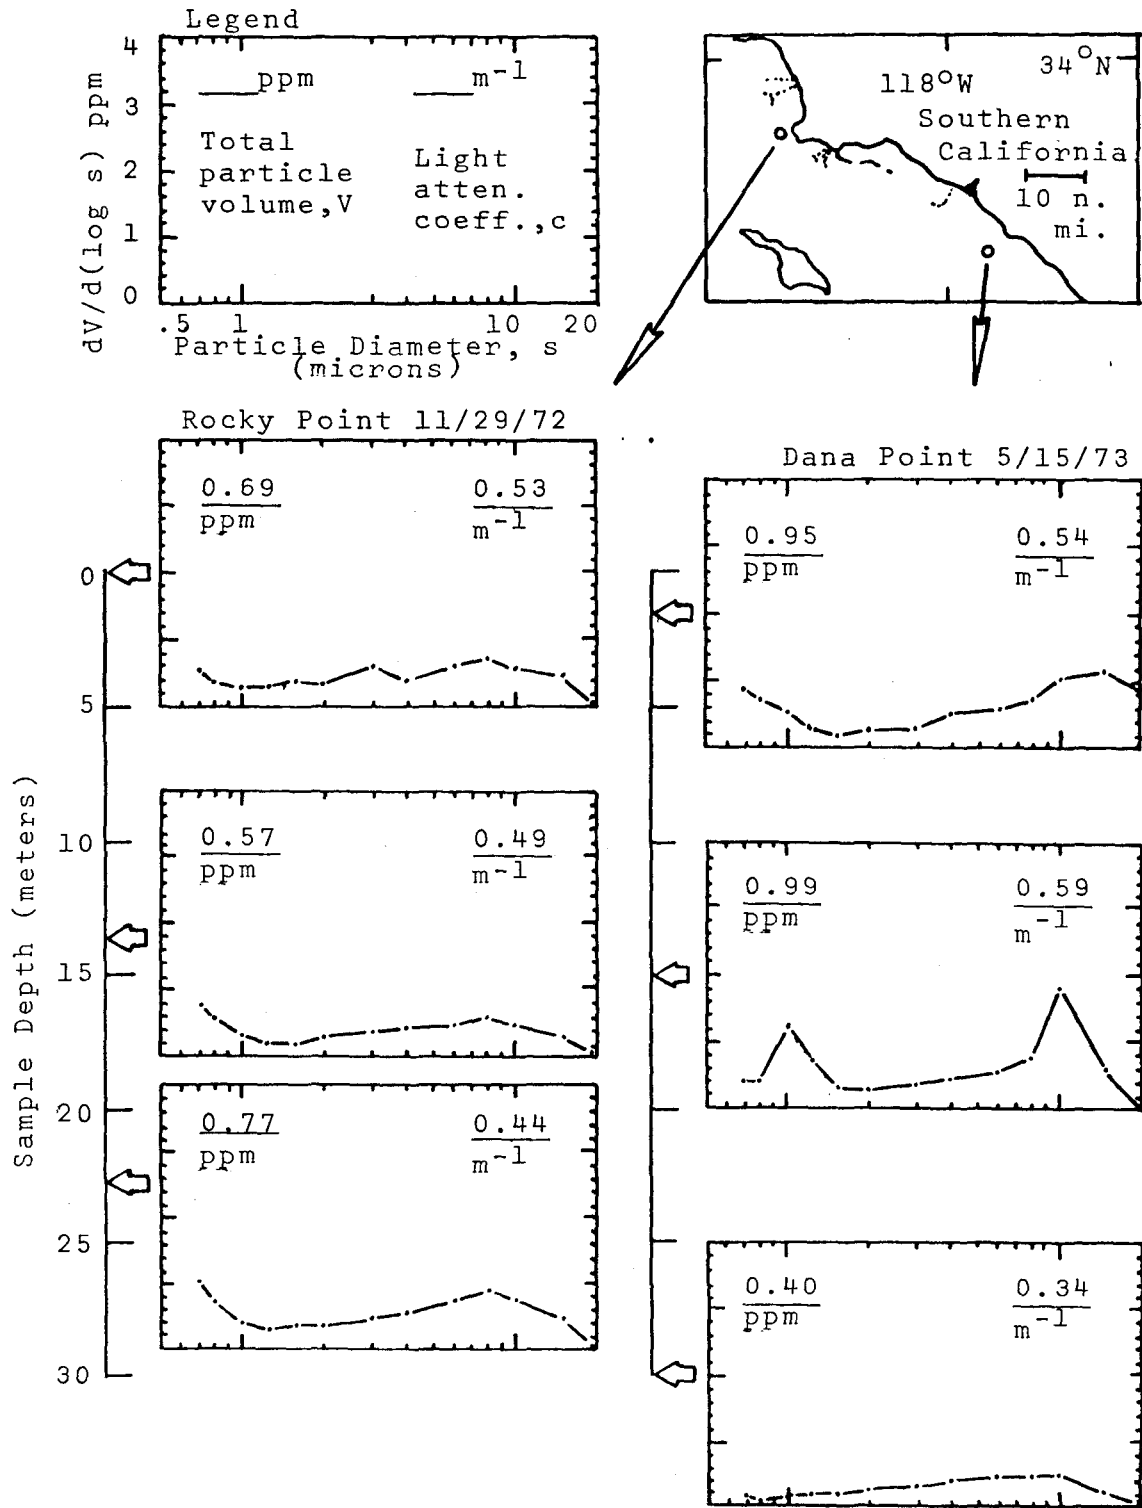 Legend
4
3
2
1
0
dV/d(log s) ppm
ppm
m-1
Total
particle
volume,V
Light
atten.
coeff.,c
.5
1
10
20
Particle Diameter, s
(microns)
34°N
118°W
Southern
California
10 n.
mi.
Rocky Point 11/29/72
0.69
ppm
0.53
m-1
0.57
ppm
0.49
m-1
0.77
ppm
0.44
m-1
Dana Point 5/15/73
0.95
ppm
0.54
m-1
0.99
ppm
0.59
m-1
0.40
ppm
0.34
m-1
Sample Depth (meters)
0
5
10
15
20
25
30